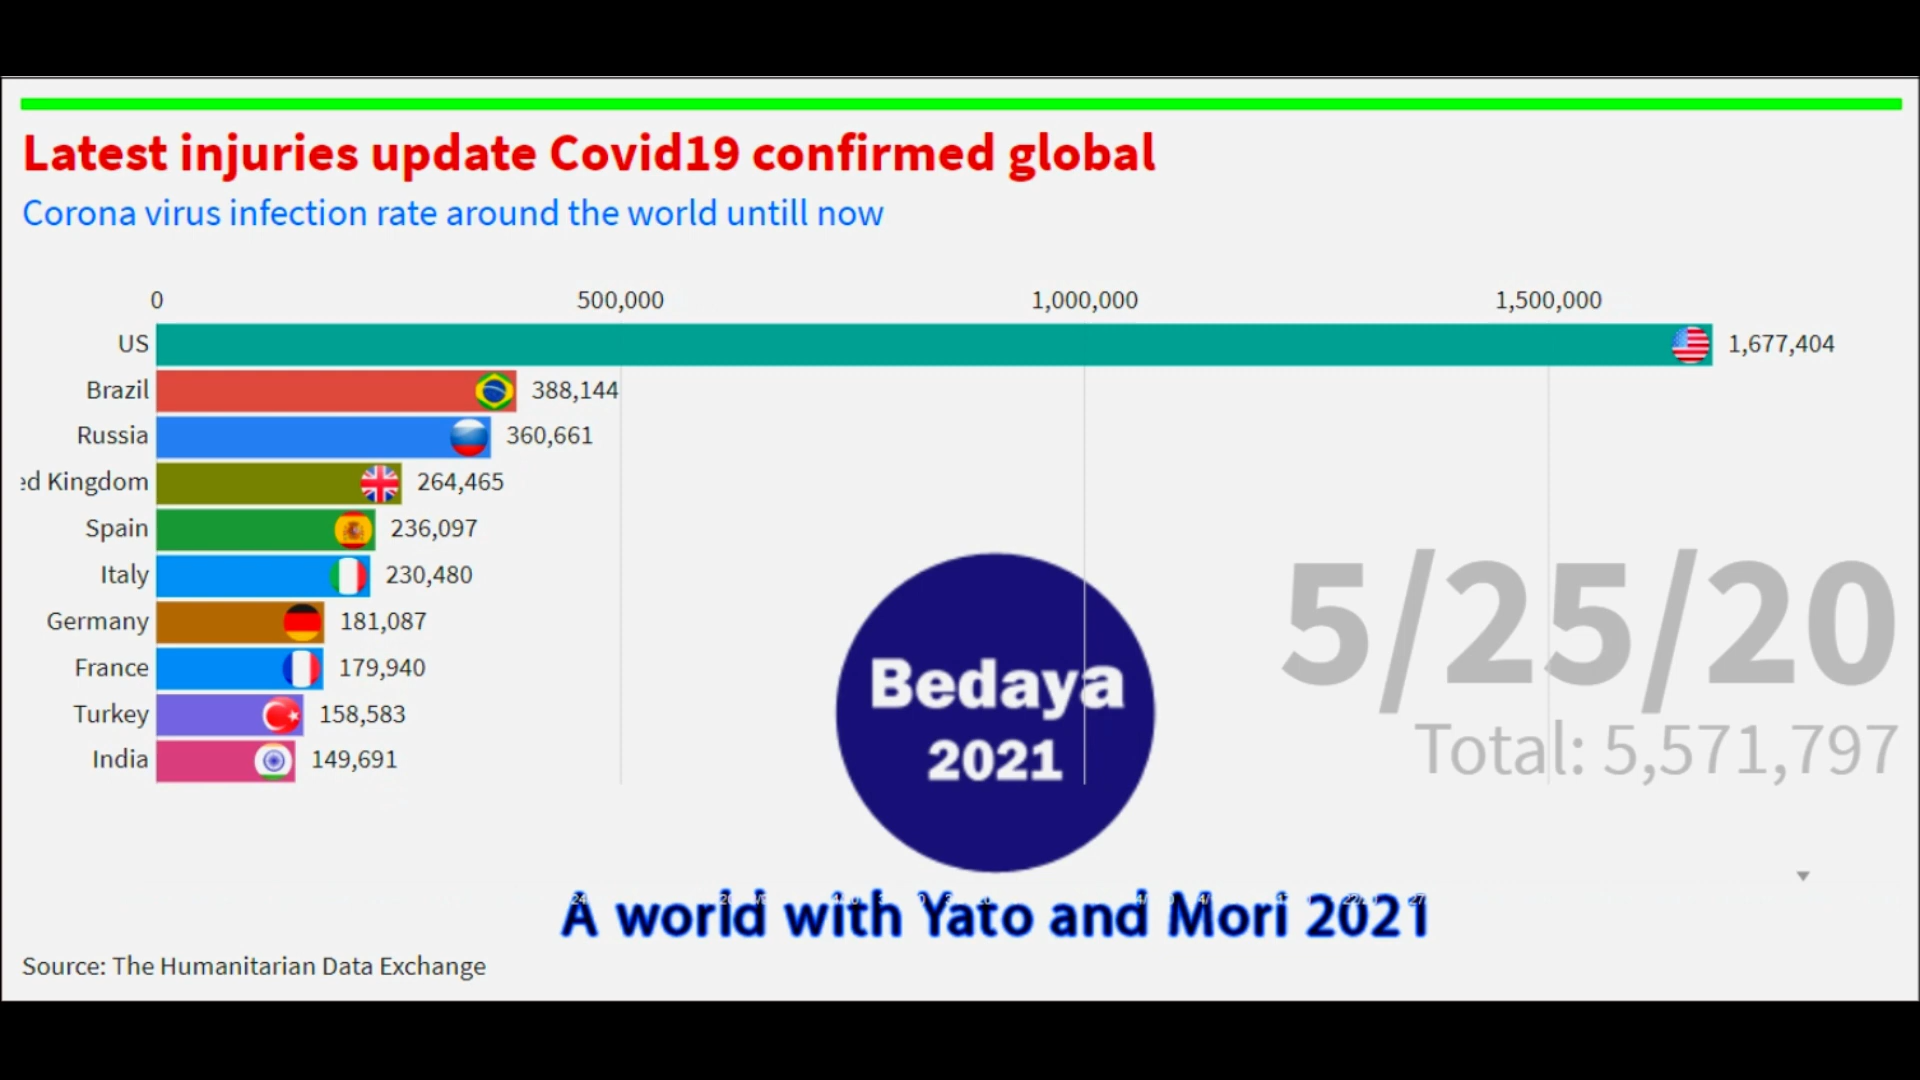 Latest injuries update Covid19 confirmed global
Corona virus infection rate around the world untill now
0 500,000 1,000,000 1,500,000
US 1,677,404
Brazil 388,144
Russia 360,661
ed Kingdom 264,465
Spain 236,097
Italy 230,480
Germany 181,087
France 179,940
Turkey 158,583
India 149,691
5/25/20
Total: 5,571,797
Bedaya
2021
A world with Yato and Mori 2021
Source: The Humanitarian Data Exchange